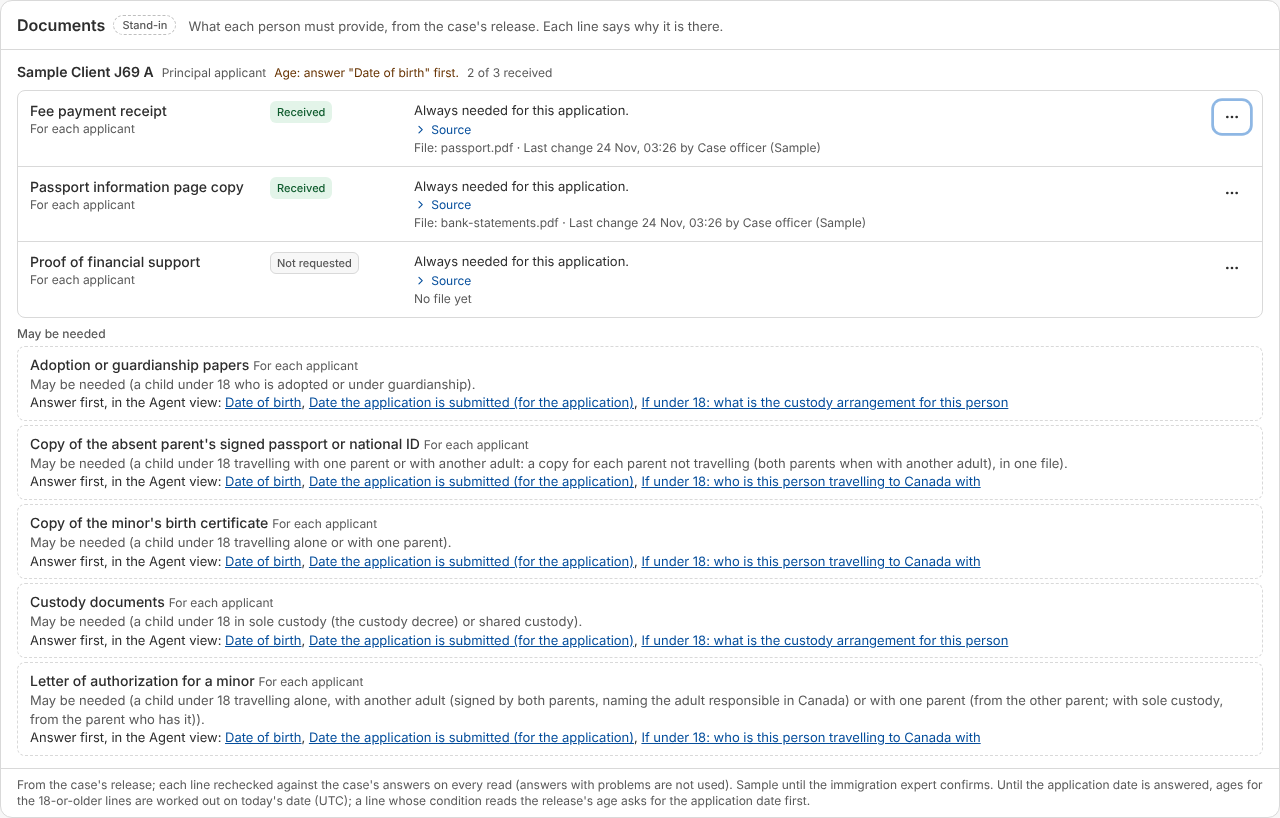 Documents Stand-in What each person must provide, from the case's release. Each line says why it is there.
Sample Client J69 A Principal applicant Age: answer "Date of birth" first. 2 of 3 received
Fee payment receipt Received Always needed for this application. ...
For each applicant > Source
File: passport.pdf · Last change 24 Nov, 03:26 by Case officer (Sample)
Passport information page copy Received Always needed for this application. ...
For each applicant > Source
File: bank-statements.pdf · Last change 24 Nov, 03:26 by Case officer (Sample)
Proof of financial support Not requested Always needed for this application. ...
For each applicant > Source
No file yet
May be needed
Adoption or guardianship papers For each applicant
May be needed (a child under 18 who is adopted or under guardianship).
Answer first, in the Agent view: Date of birth, Date the application is submitted (for the application), If under 18: what is the custody arrangement for this person
Copy of the absent parent's signed passport or national ID For each applicant
May be needed (a child under 18 travelling with one parent or with another adult: a copy for each parent not travelling (both parents when with another adult), in one file).
Answer first, in the Agent view: Date of birth, Date the application is submitted (for the application), If under 18: who is this person travelling to Canada with
Copy of the minor's birth certificate For each applicant
May be needed (a child under 18 travelling alone or with one parent).
Answer first, in the Agent view: Date of birth, Date the application is submitted (for the application), If under 18: who is this person travelling to Canada with
Custody documents For each applicant
May be needed (a child under 18 in sole custody (the custody decree) or shared custody).
Answer first, in the Agent view: Date of birth, Date the application is submitted (for the application), If under 18: what is the custody arrangement for this person
Letter of authorization for a minor For each applicant
May be needed (a child under 18 travelling alone, with another adult (signed by both parents, naming the adult responsible in Canada) or with one parent (from the other parent; with sole custody,
from the parent who has it)).
Answer first, in the Agent view: Date of birth, Date the application is submitted (for the application), If under 18: who is this person travelling to Canada with
From the case's release; each line rechecked against the case's answers on every read (answers with problems are not used). Sample until the immigration expert confirms. Until the application date is answered, ages for
the 18-or-older lines are worked out on today's date (UTC); a line whose condition reads the release's age asks for the application date first.